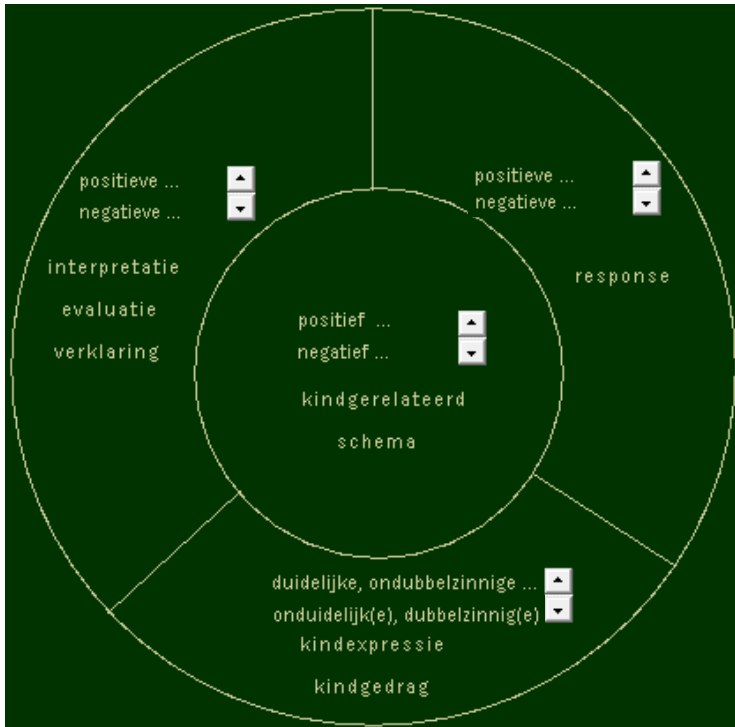 positieve ...
negatieve ...
interpretatie
evaluatie
verklaring
positieve ...
negatieve ...
response
positief ...
negatief ...
kindgerelateerd
schema
duidelijke, ondubbelzinnige ...
onduidelijk(e), dubbelzinnig(e)
kindexpressie
kindgedrag